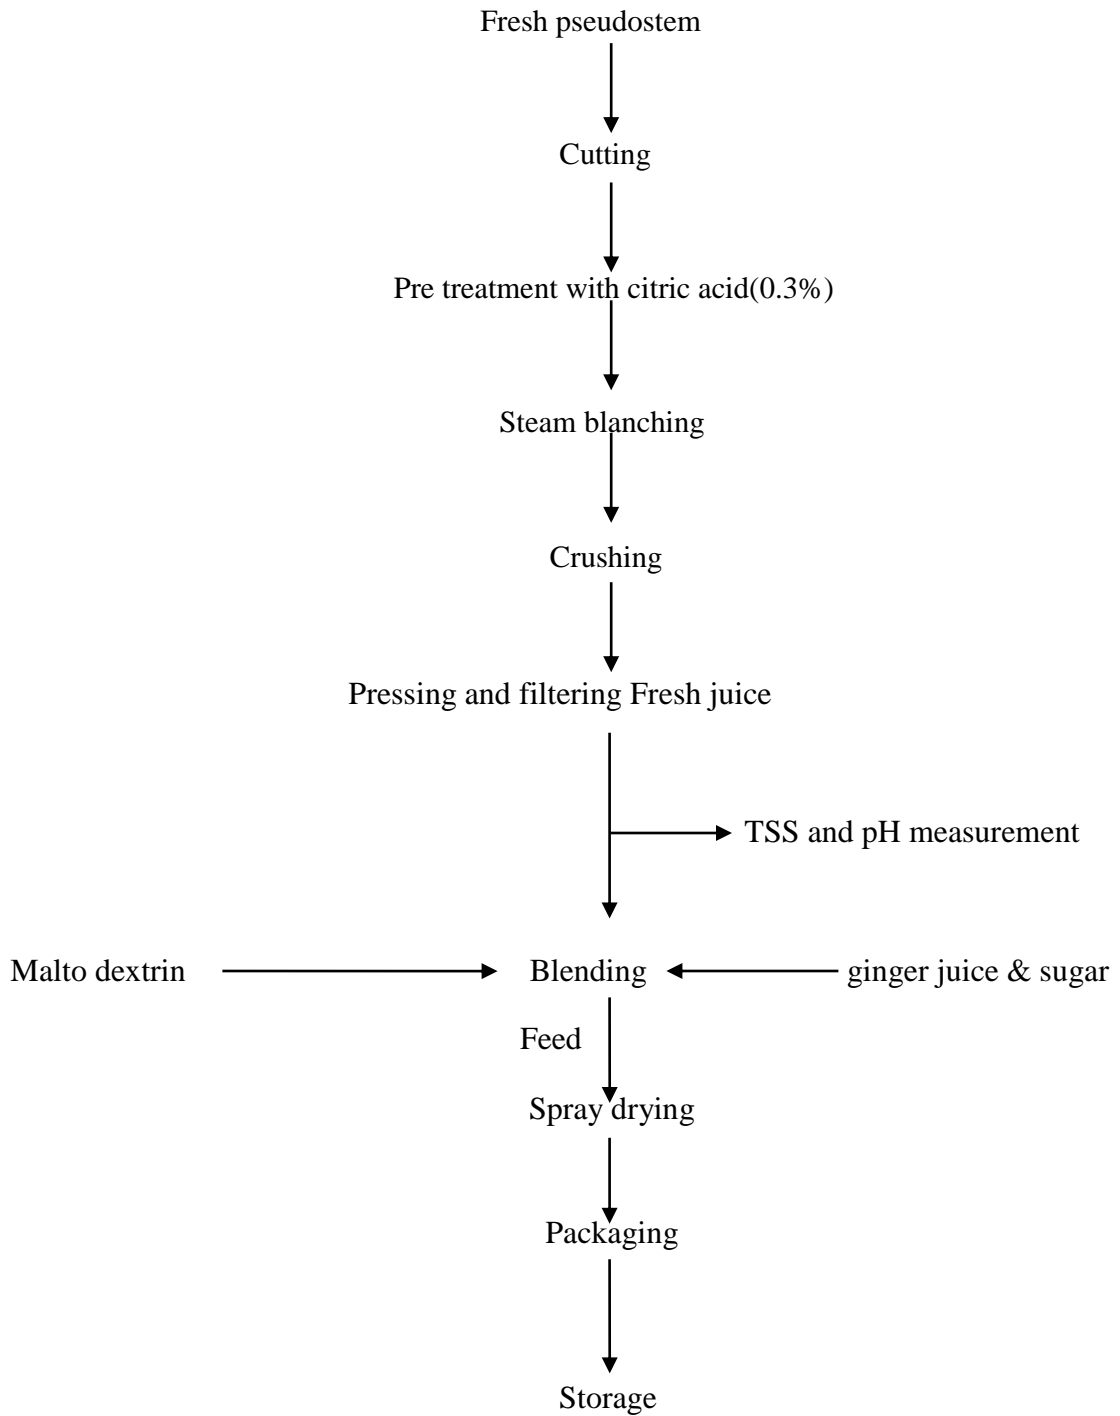 Fresh pseudostem
Cutting
Pre treatment with citric acid(0.3%)
Steam blanching
Crushing
Pressing and filtering Fresh juice
TSS and pH measurement
Malto dextrin
Blending
ginger juice & sugar
Feed
Spray drying
Packaging
Storage